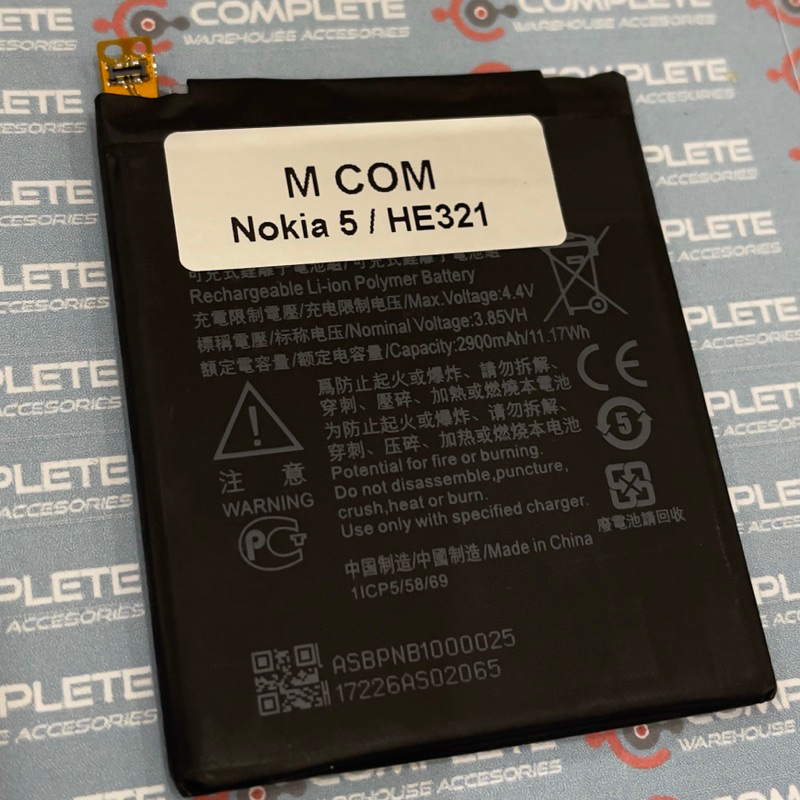 M COM
Nokia 5 / HE321
可充式鋰離子電池組/可充式锂离子电池组
Rechargeable Li-ion Polymer Battery
充電限制電壓/充电限制电压/Max.Voltage:4.4V
標稱電壓/标称电压/Nominal Voltage:3.85VH
額定電容量/额定电容量/Capacity:2900mAh/11.17Wh
爲防止起火或爆炸、請勿拆解、
穿刺、壓碎、加熱或燃燒本電池
为防止起火或爆炸、请勿拆解、
穿刺、压碎、加热或燃烧本电池
Potential for fire or burning.
Do not disassemble,puncture,
crush,heat or burn.
Use only with specified charger.
注 意
WARNING
CE
5
PCT
廢電池請回收
中国制造/中國制造/Made in China
1ICP5/58/69
ASBPNB1000025
17226AS02065
COMPLETE
WAREHOUSE ACCESORIES